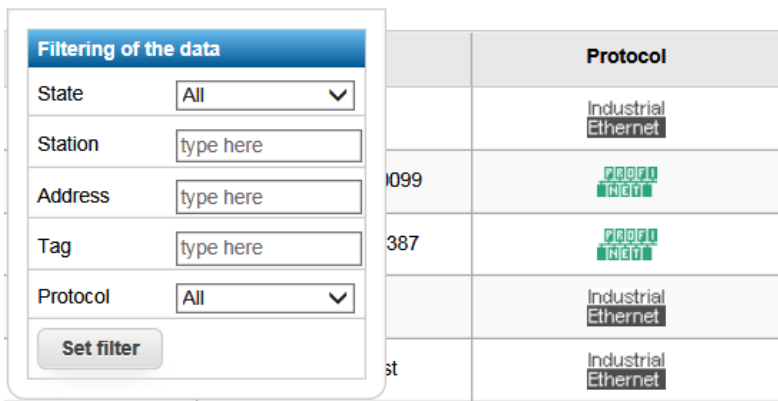 Filtering of the data
State All
Station type here
Address type here
Tag type here
Protocol All
Set filter
Protocol
Industrial
Ethernet
0099
PROFI
NET
387
PROFI
NET
Industrial
Ethernet
st
Industrial
Ethernet